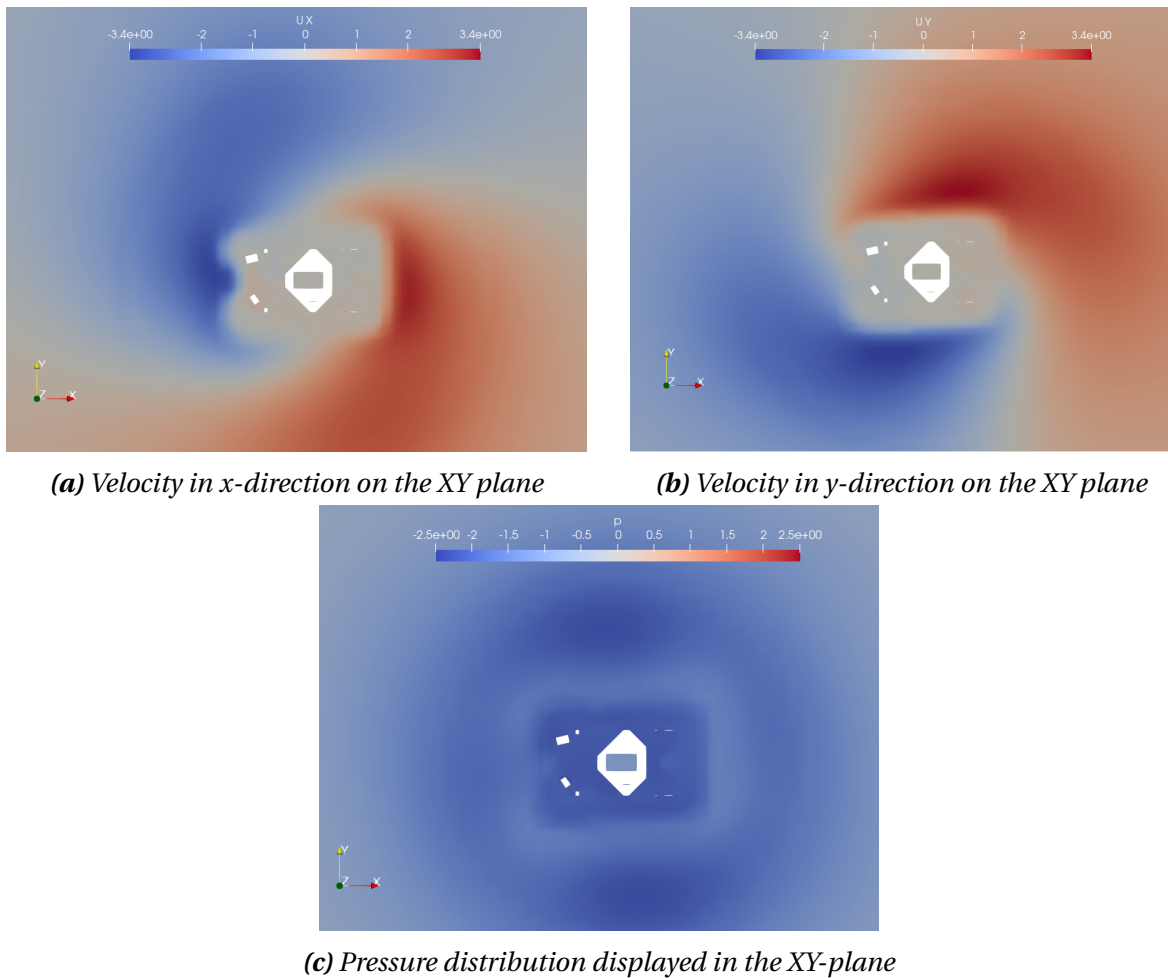 U X
-3.4e+00 -2 -1 0 1 2 3.4e+00
Y
Z X
(a) Velocity in x-direction on the XY plane
U Y
-3.4e+00 -2 -1 0 1 2 3.4e+00
Y
Z X
(b) Velocity in y-direction on the XY plane
p
-2.5e+00 -2 -1.5 -1 -0.5 0 0.5 1 1.5 2 2.5e+00
Y
Z X
(c) Pressure distribution displayed in the XY-plane